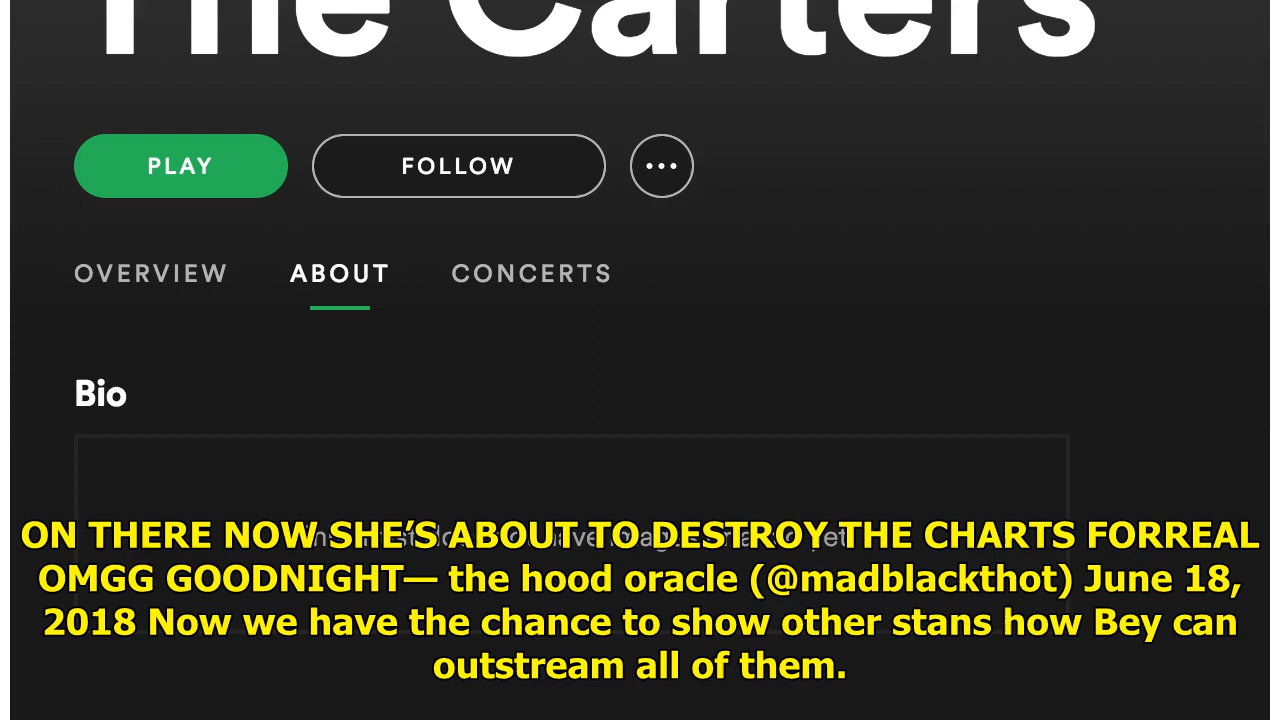 The Carters
PLAY FOLLOW
OVERVIEW ABOUT CONCERTS
Bio
ON THERE NOW SHE’S ABOUT TO DESTROY THE CHARTS FORREAL
OMGG GOODNIGHT— the hood oracle (@madblackthot) June 18,
2018 Now we have the chance to show other stans how Bey can
outstream all of them.